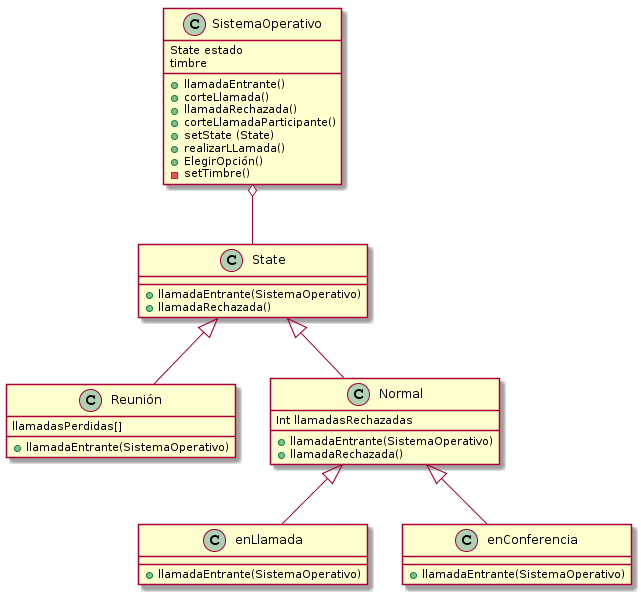 C SistemaOperativo
State estado
timbre
llamadaEntrante()
corteLlamada()
llamadaRechazada()
corteLlamadaParticipante()
setState (State)
realizarLLamada()
ElegirOpción()
setTimbre()
C State
llamadaEntrante(SistemaOperativo)
llamadaRechazada()
C Reunión
llamadasPerdidas[]
llamadaEntrante(SistemaOperativo)
C Normal
Int llamadasRechazadas
llamadaEntrante(SistemaOperativo)
llamadaRechazada()
C enLlamada
llamadaEntrante(SistemaOperativo)
C enConferencia
llamadaEntrante(SistemaOperativo)